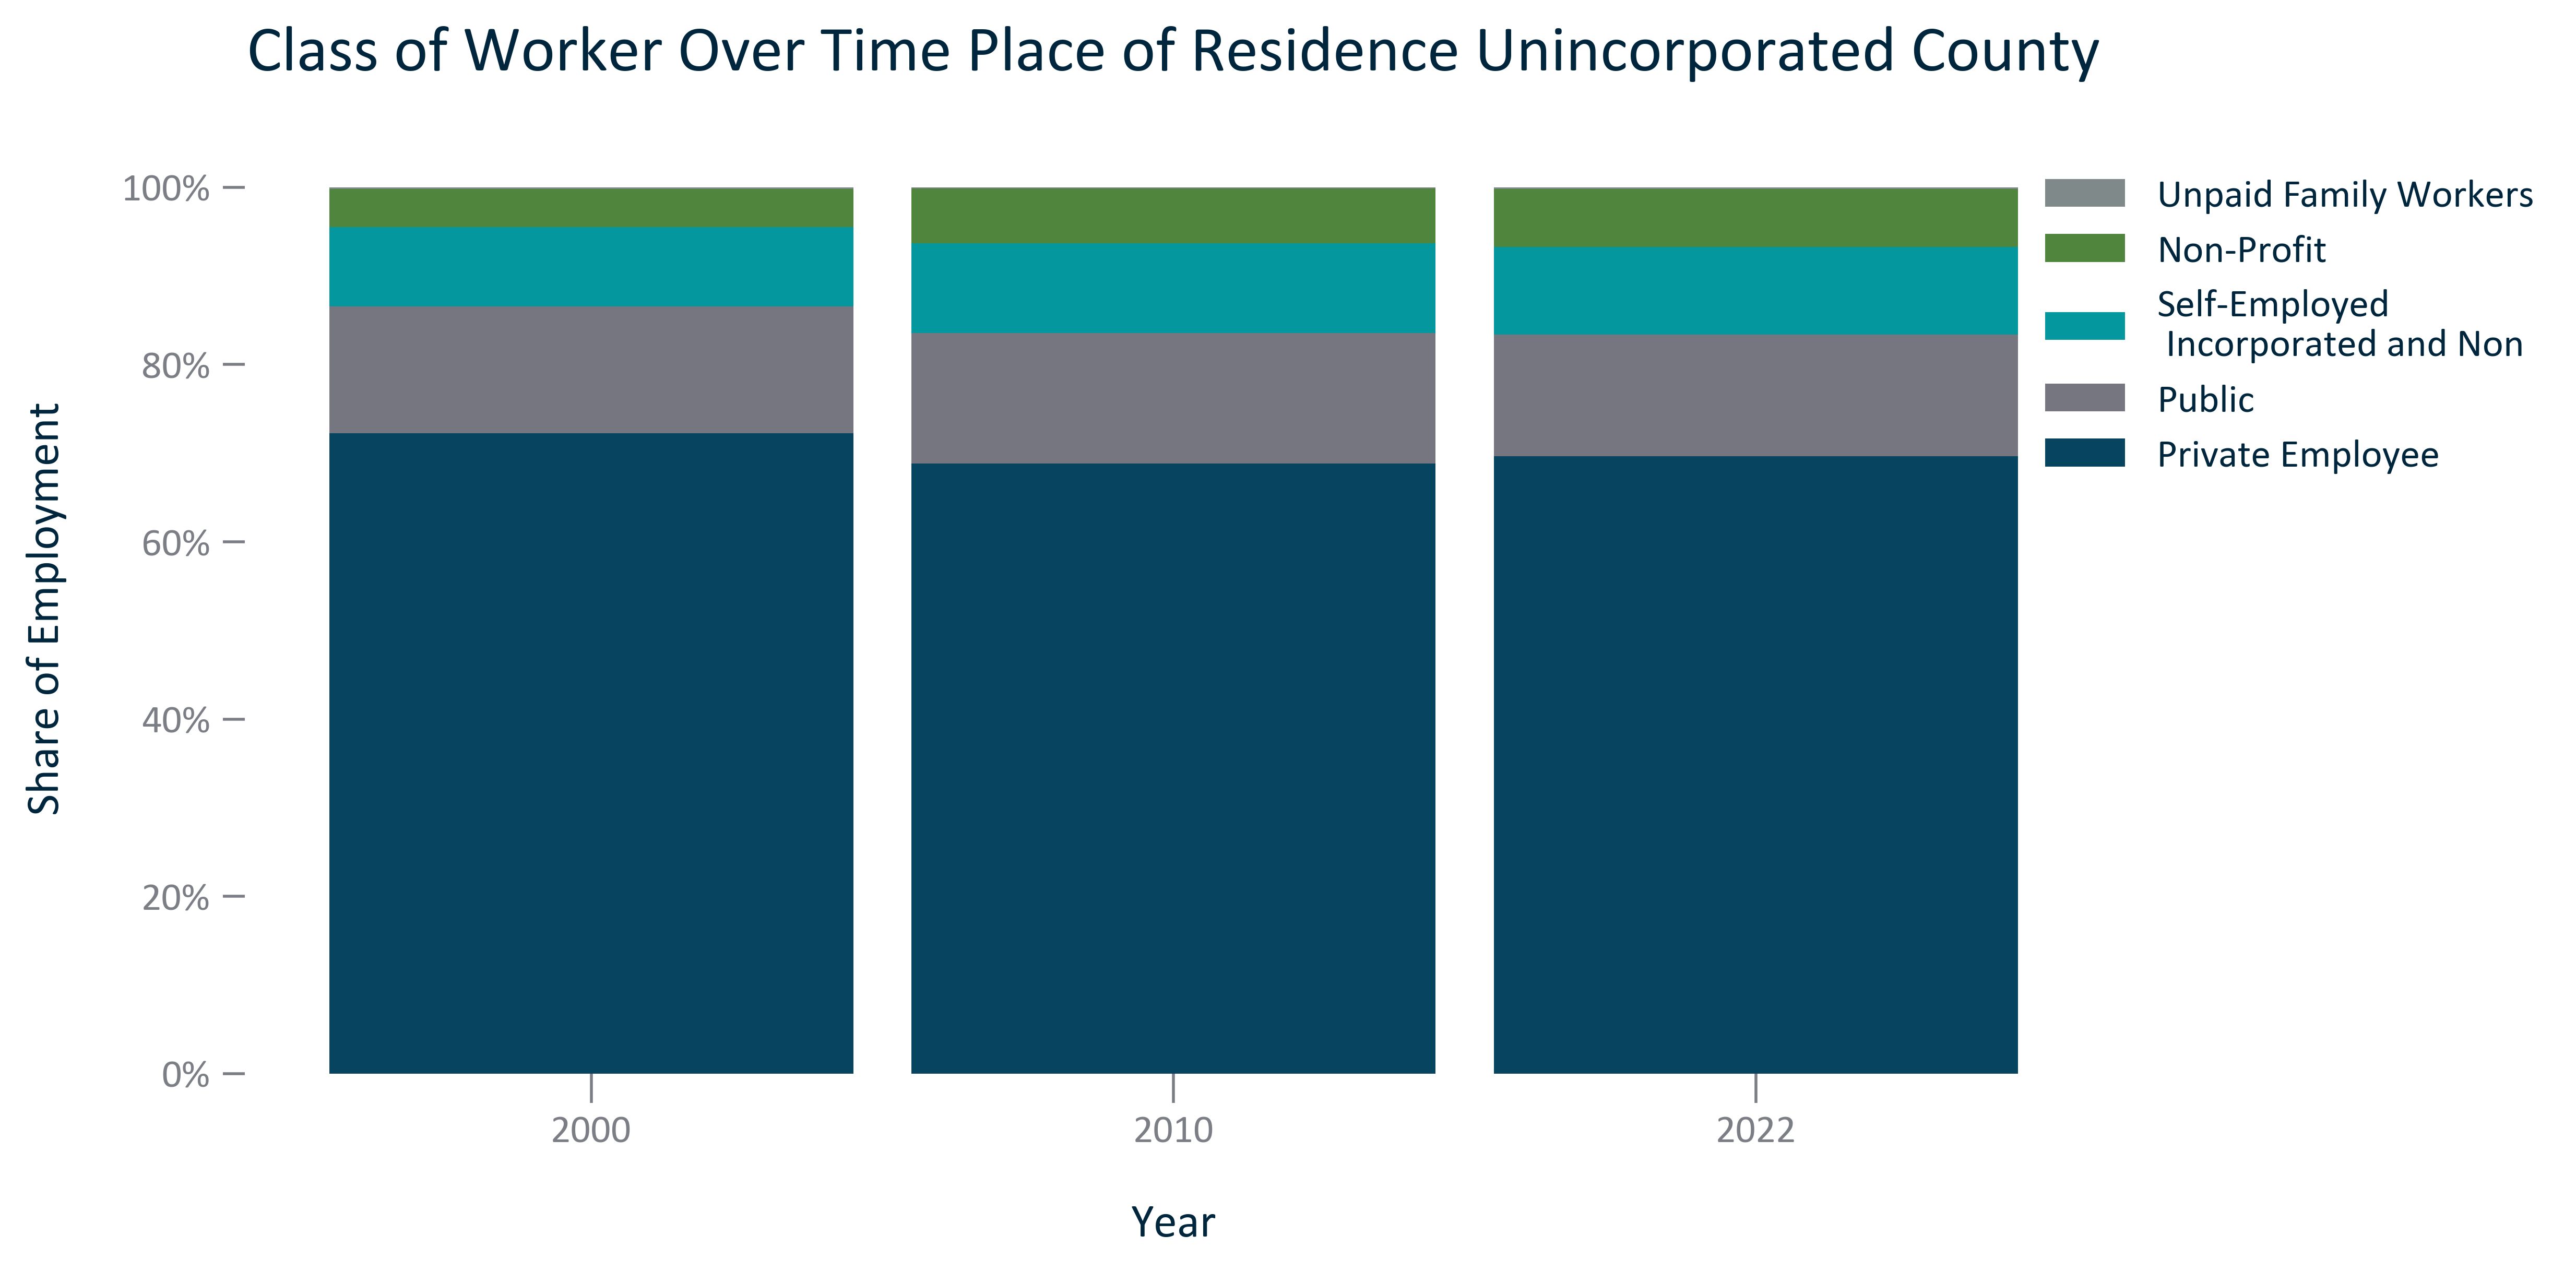 Class of Worker Over Time Place of Residence Unincorporated County
Share of Employment
100%
80%
60%
40%
20%
0%
2000
2010
2022
Year
Unpaid Family Workers
Non-Profit
Self-Employed
Incorporated and Non
Public
Private Employee